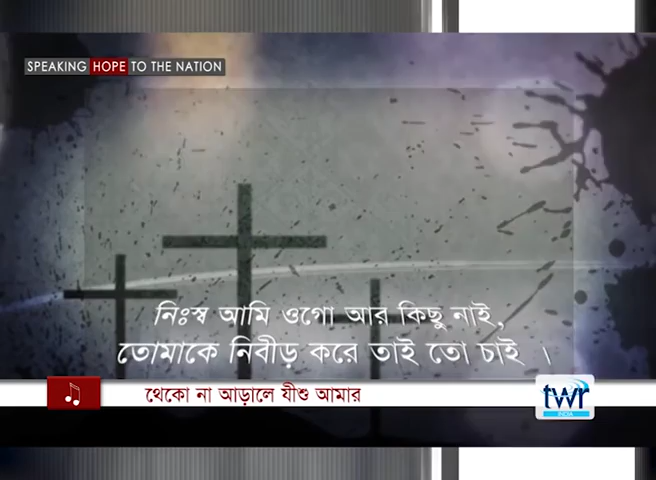 SPEAKING HOPE TO THE NATION
নিঃস্ব আমি ওগো আর কিছু নাই,
তোমাকে নিবীড় করে তাই তো চাই ।
থেকো না আড়ালে যীশু আমার
twr
INDIA